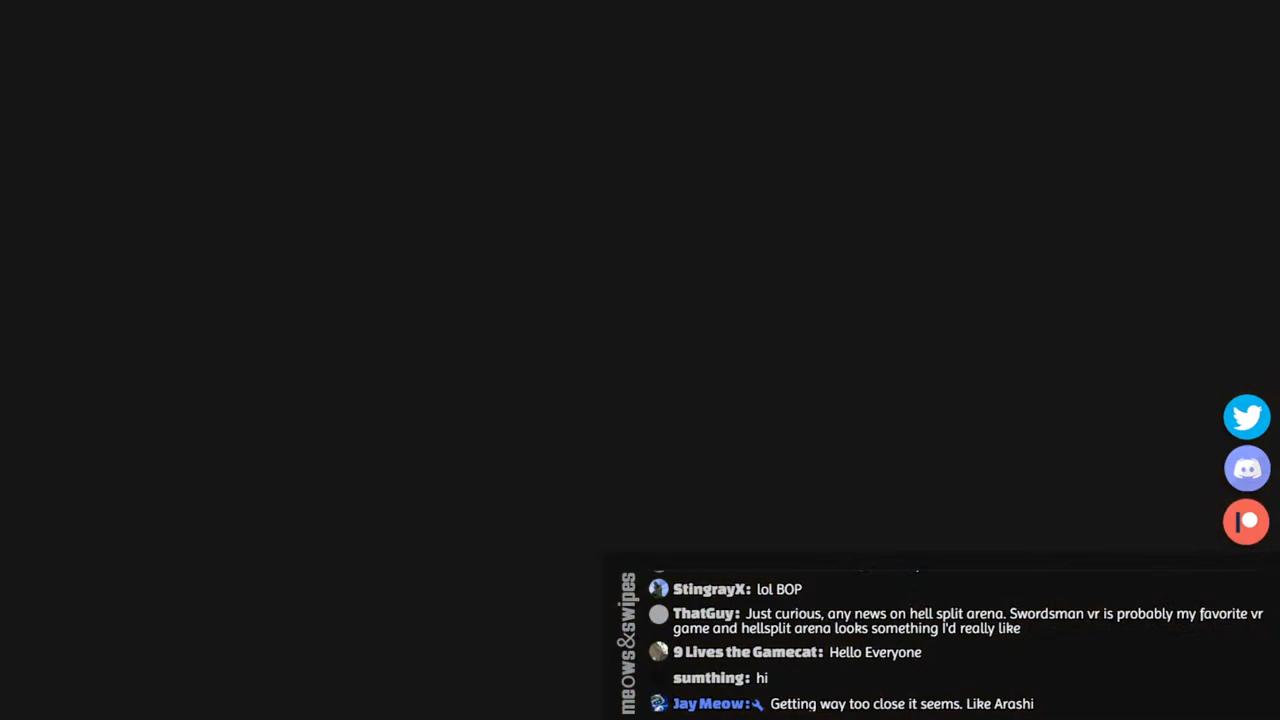 meows&swipes
StingrayX: lol BOP
ThatGuy: Just curious, any news on hell split arena. Swordsman vr is probably my favorite vr
game and hellsplit arena looks something I'd really like
9 Lives the Gamecat: Hello Everyone
sumthing: hi
Jay Meow: Getting way too close it seems. Like Arashi